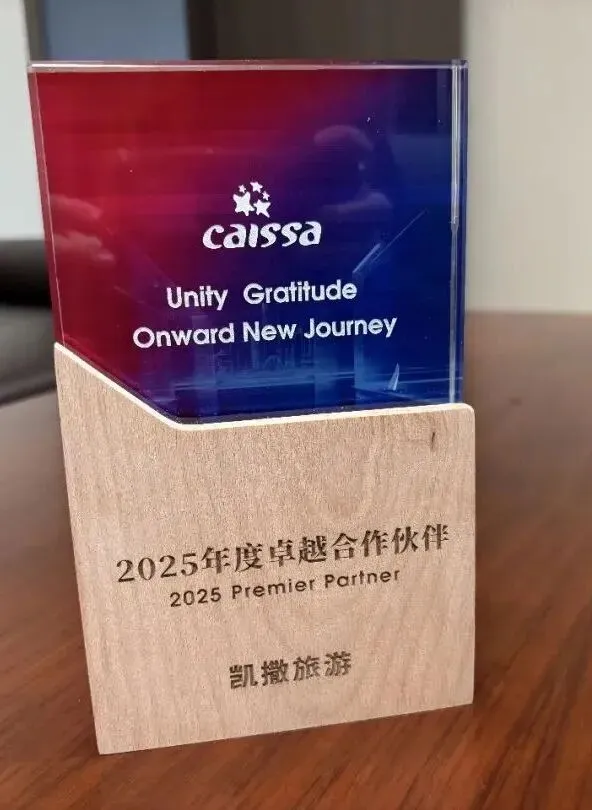 caissa
Unity Gratitude
Onward New Journey
2025年度卓越合作伙伴
2025 Premier Partner
凯撒旅游